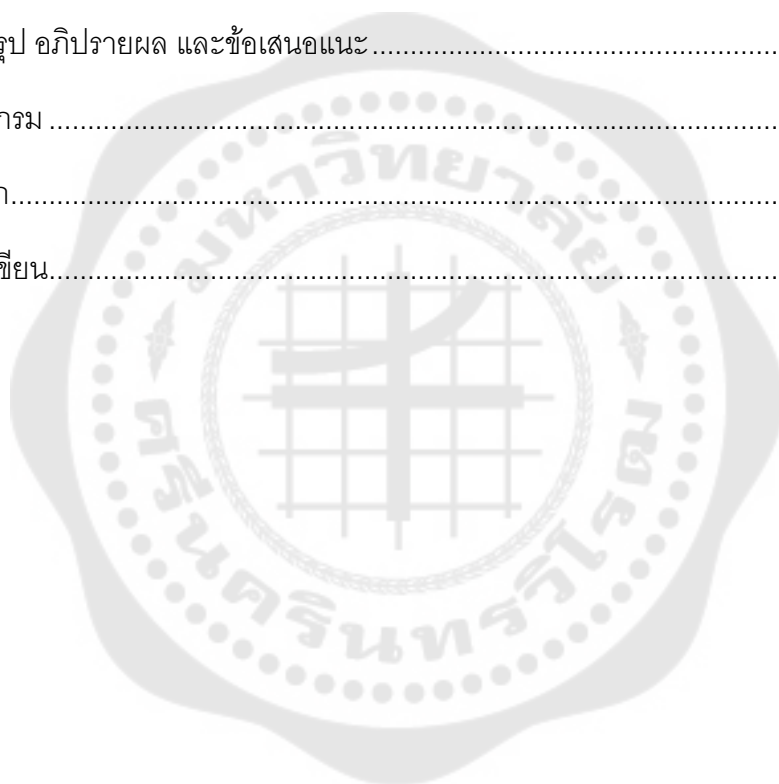 รุป อภิปรายผล และข้อเสนอแนะ................................................
กรม ................................................................................
ก.....................................................................................
ขียน................................................................................
มหาวิทยาลัย
ศรีนครินทรวิโรฒ